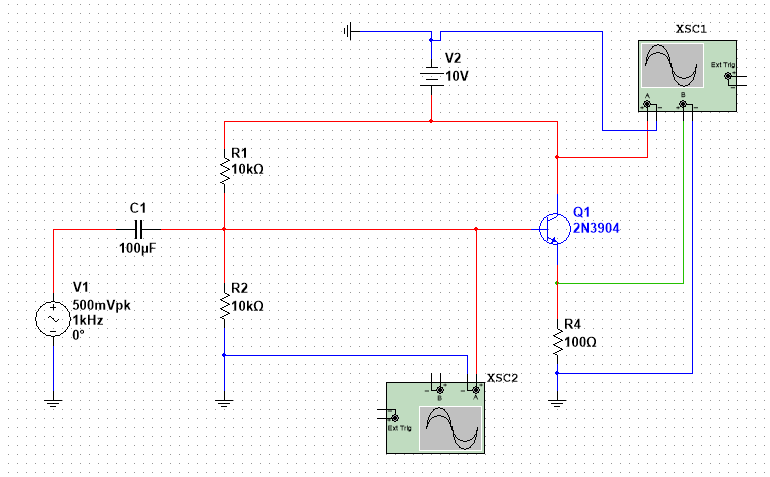 XSC1
V2
10V
Ext Trig
A
B
R1
10kΩ
C1
100µF
Q1
2N3904
V1
500mVpk
1kHz
0°
R2
10kΩ
R4
100Ω
XSC2
B
A
Ext Trig